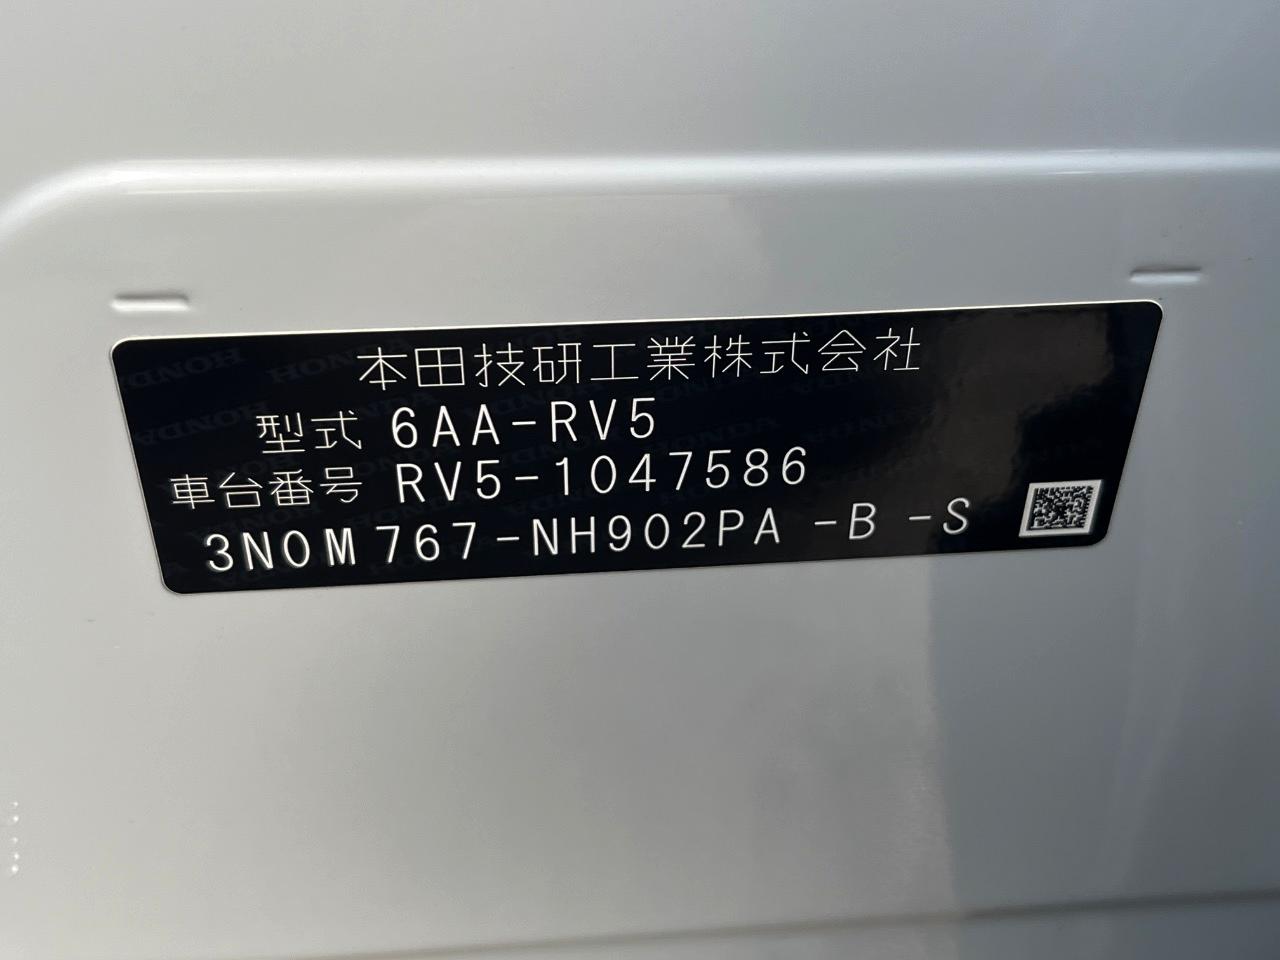 本田技研工業株式会社
型式 6AA-RV5
車台番号 RV5-1047586
3N0M767-NH902PA -B -S